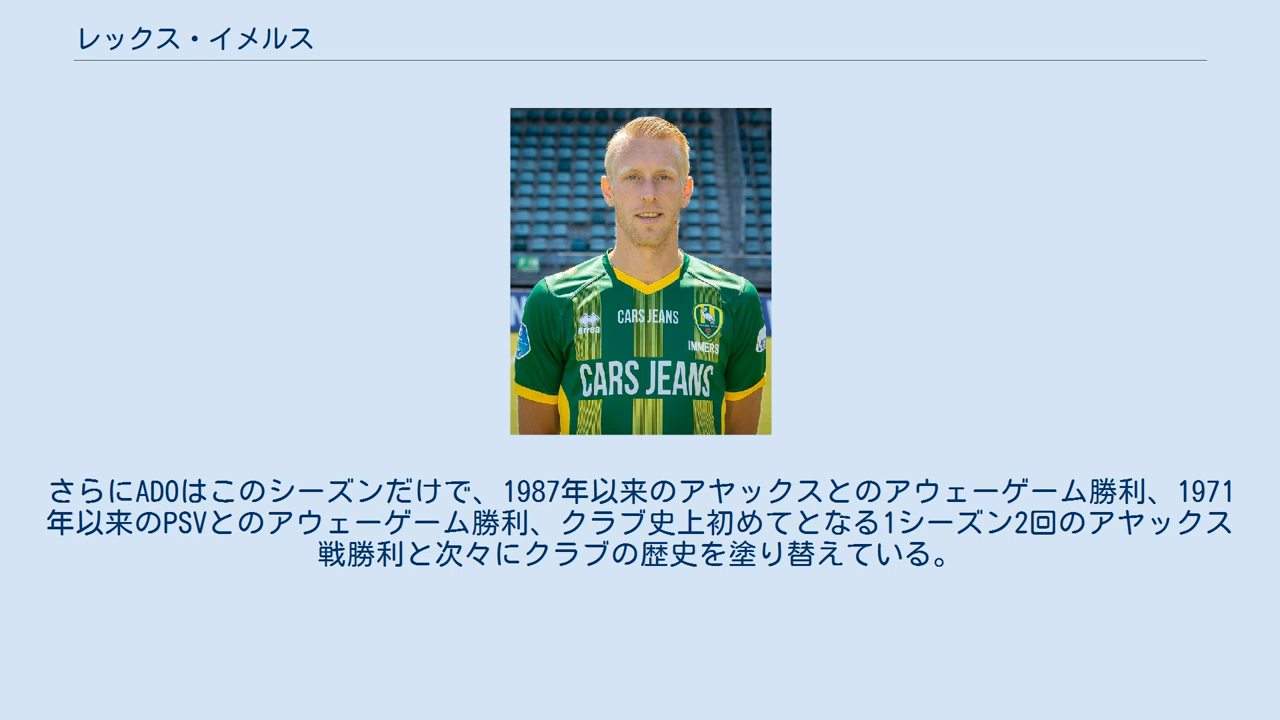 レックス・イメルス
CARS JEANS
errea
IMMERS
CARS JEANS
さらにADOはこのシーズンだけで、1987年以来のアヤックスとのアウェーゲーム勝利、1971
年以来のPSVとのアウェーゲーム勝利、クラブ史上初めてとなる1シーズン2回のアヤックス
戦勝利と次々にクラブの歴史を塗り替えている。